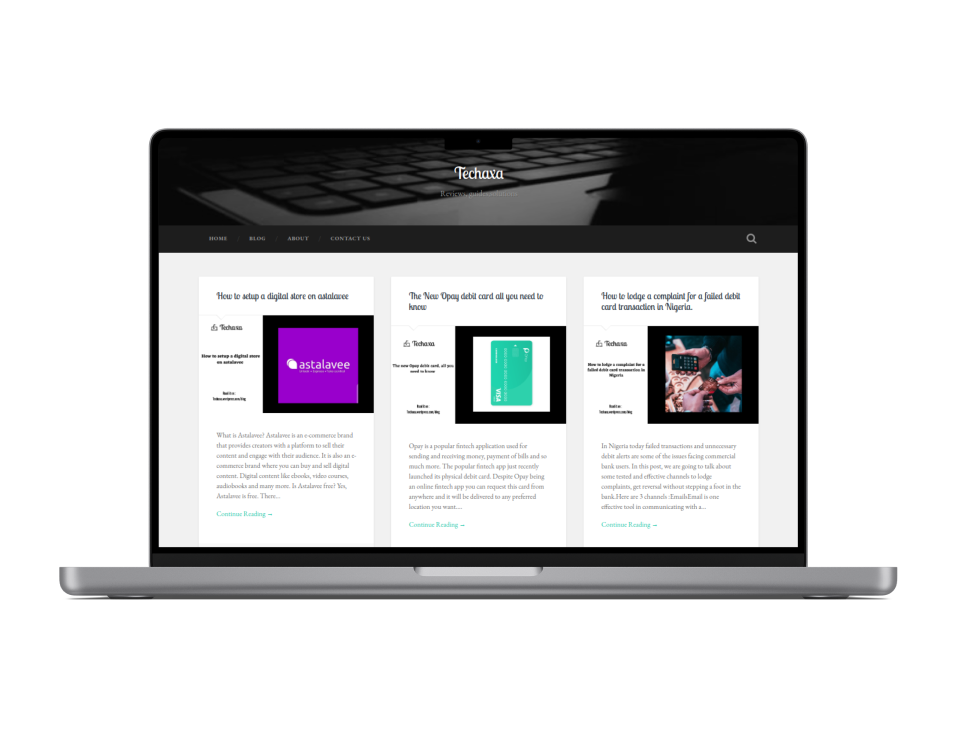 Techaxa
Reviews, guides
HOME / BLOG / ABOUT / CONTACT US
How to setup a digital store on astalavee
Techaxa
How to setup a digital store
on astalavee
Read it on:
Techaxa.wordpress.com/blog
astalavee
What is Astalavee? Astalavee is an e-commerce brand
that provides creators with a platform to sell their
content and engage with their audience. It is also an e-
commerce brand where you can buy and sell digital
content. Digital content like ebooks, video courses,
audiobooks and many more. Is Astalavee free? Yes,
Astalavee is free. There…
Continue Reading →
The New Opay debit card all you need to
know
Techaxa
The new Opay debit card, all you
need to know
Read it on:
Techaxa.wordpress.com/blog
VISA
Opay is a popular fintech application used for
sending and receiving money, payment of bills and so
much more. The popular fintech app just recently
launched its physical debit card. Despite Opay being
an online fintech app you can request this card from
anywhere and it will be delivered to any preferred
location you want.…
Continue Reading →
How to lodge a complaint for a failed debit
card transaction in Nigeria.
Techaxa
How to lodge a complaint for a
failed debit card transaction in
Nigeria
Read it on:
Techaxa.wordpress.com/blog
In Nigeria today failed transactions and unnecessary
debit alerts are some of the issues facing commercial
bank users. In this post, we are going to talk about
some tested and effective channels to lodge
complaints, get reversal without stepping a foot in the
bank.Here are 3 channels :EmailsEmail is one
effective tool in communicating with a…
Continue Reading →